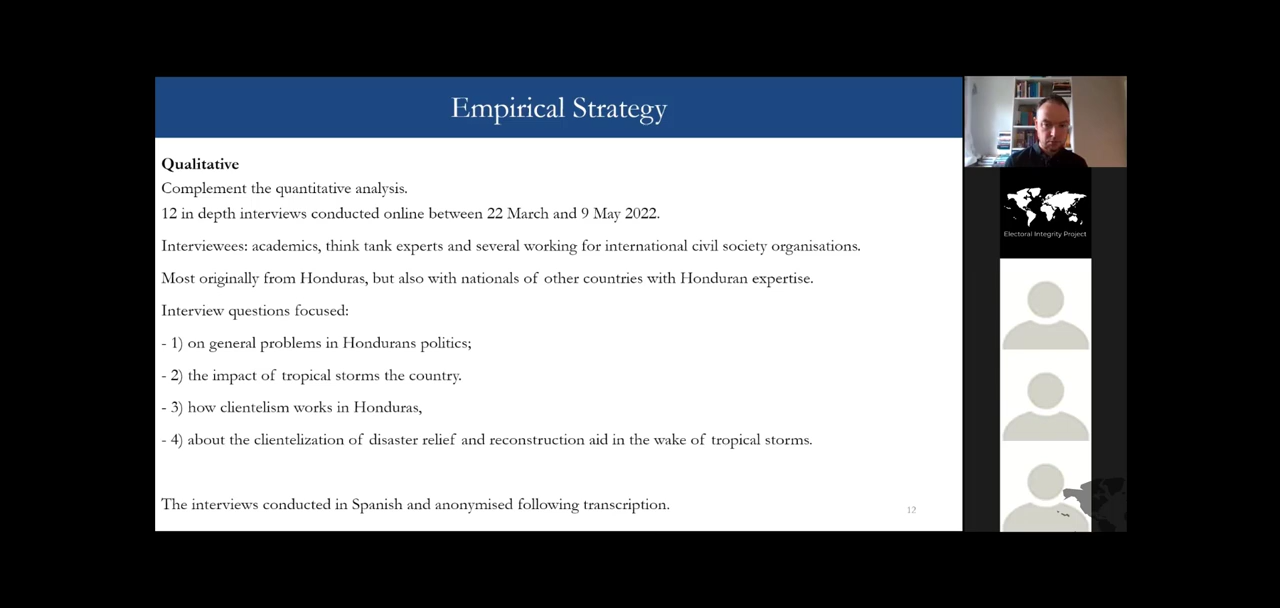 Empirical Strategy
Qualitative
Complement the quantitative analysis.
12 in depth interviews conducted online between 22 March and 9 May 2022.
Interviewees: academics, think tank experts and several working for international civil society organisations.
Most originally from Honduras, but also with nationals of other countries with Honduran expertise.
Interview questions focused:
- 1) on general problems in Hondurans politics;
- 2) the impact of tropical storms the country.
- 3) how clientelism works in Honduras,
- 4) about the clientelization of disaster relief and reconstruction aid in the wake of tropical storms.
The interviews conducted in Spanish and anonymised following transcription.
12
Electoral Integrity Project